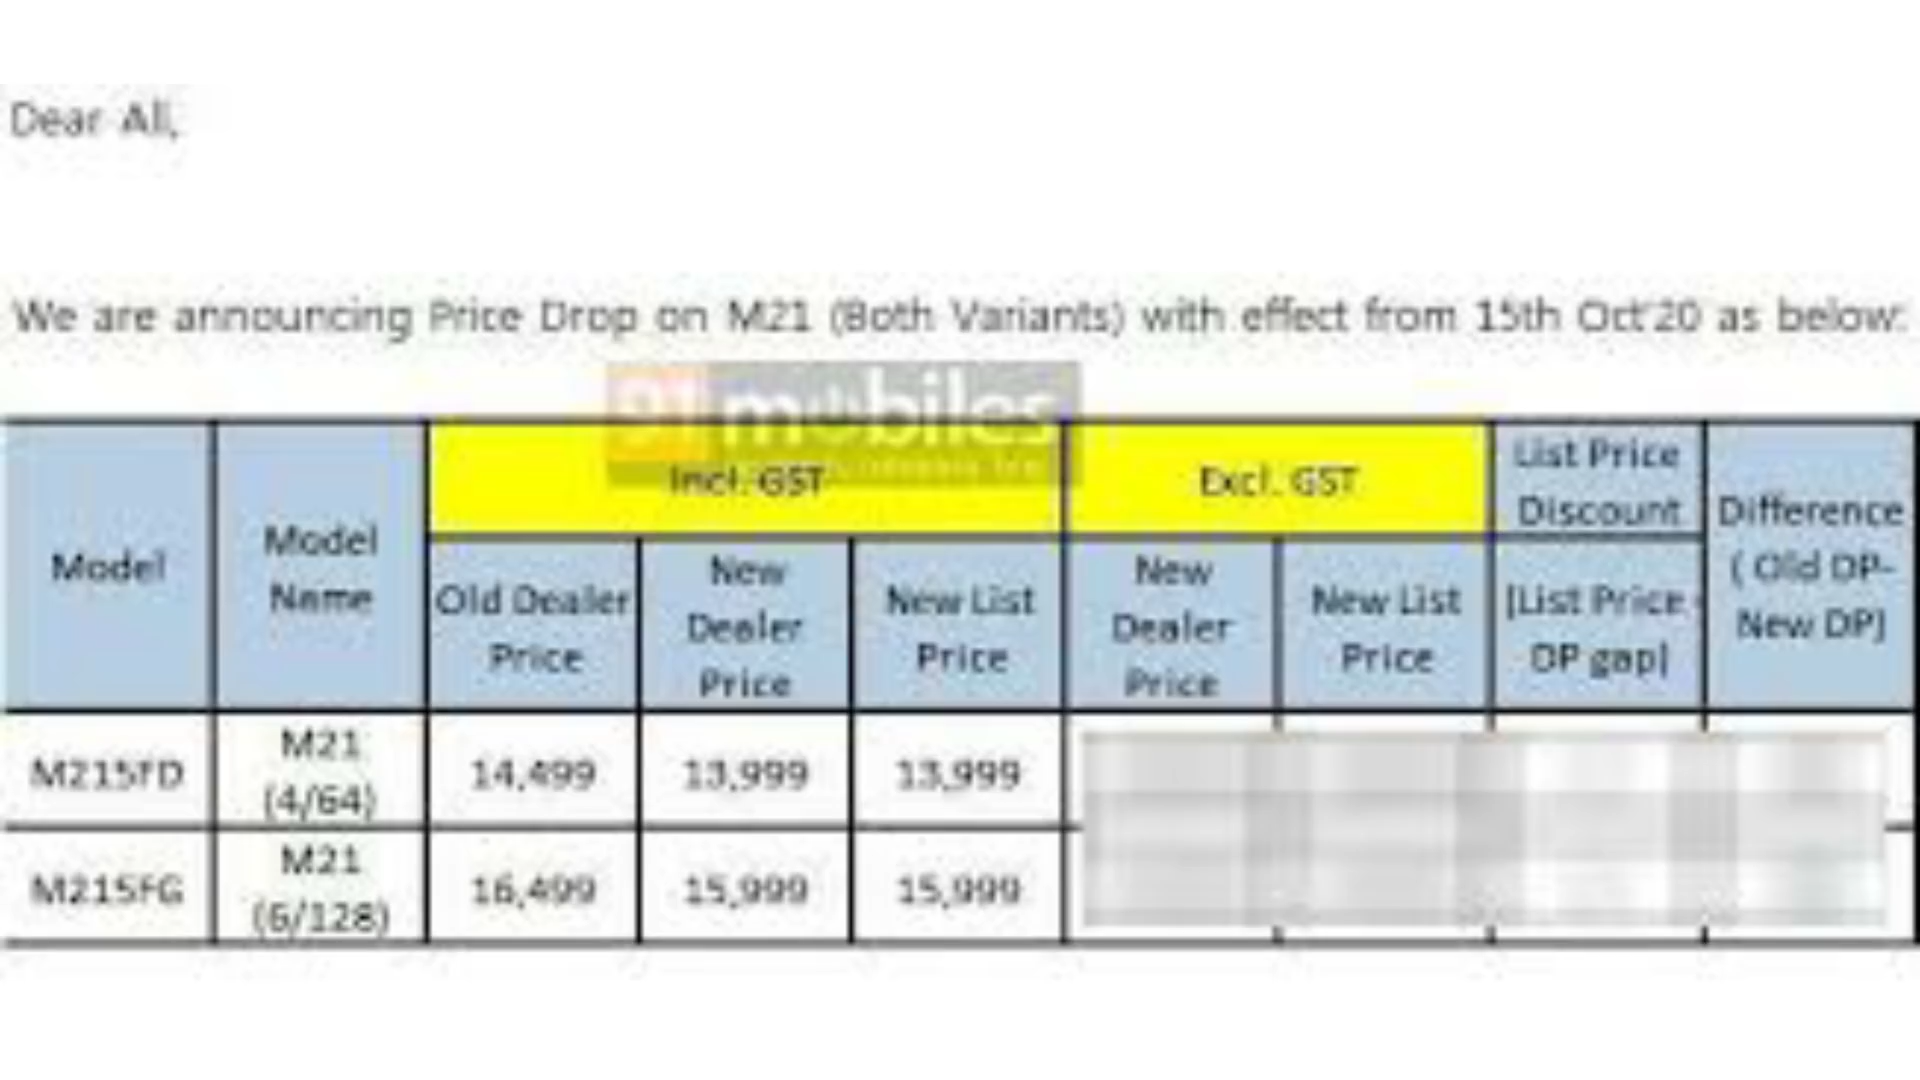 Dear All,
We are announcing Price Drop on M21 (Both Variants) with effect from 15th Oct'20 as below:
91mobiles
Model
Model
Name
Incl. GST
Excl. GST
List Price
Discount
Difference
( Old DP-
New DP)
Old Dealer
Price
New
Dealer
Price
New List
Price
New
Dealer
Price
New List
Price
(List Price -
DP gap)
M215FD
M21
(4/64)
14,499
13,999
13,999
M215FG
M21
(6/128)
16,499
15,999
15,999